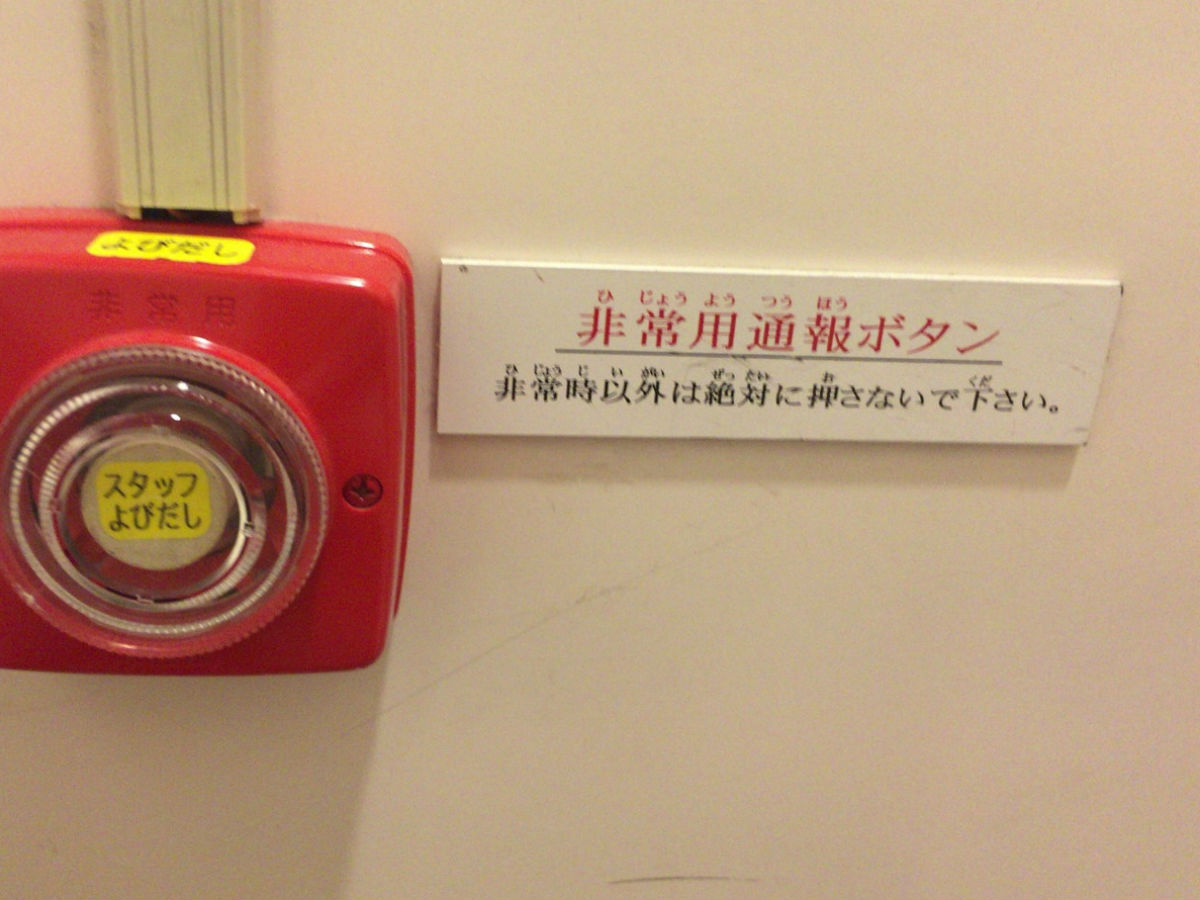 よびだし
非常用
スタッフ
よびだし
ひ じょう よう つう ほう
非常用通報ボタン
ひ じょう じ い がい ぜっ たい お くだ
非常時以外は絶対に押さないで下さい。